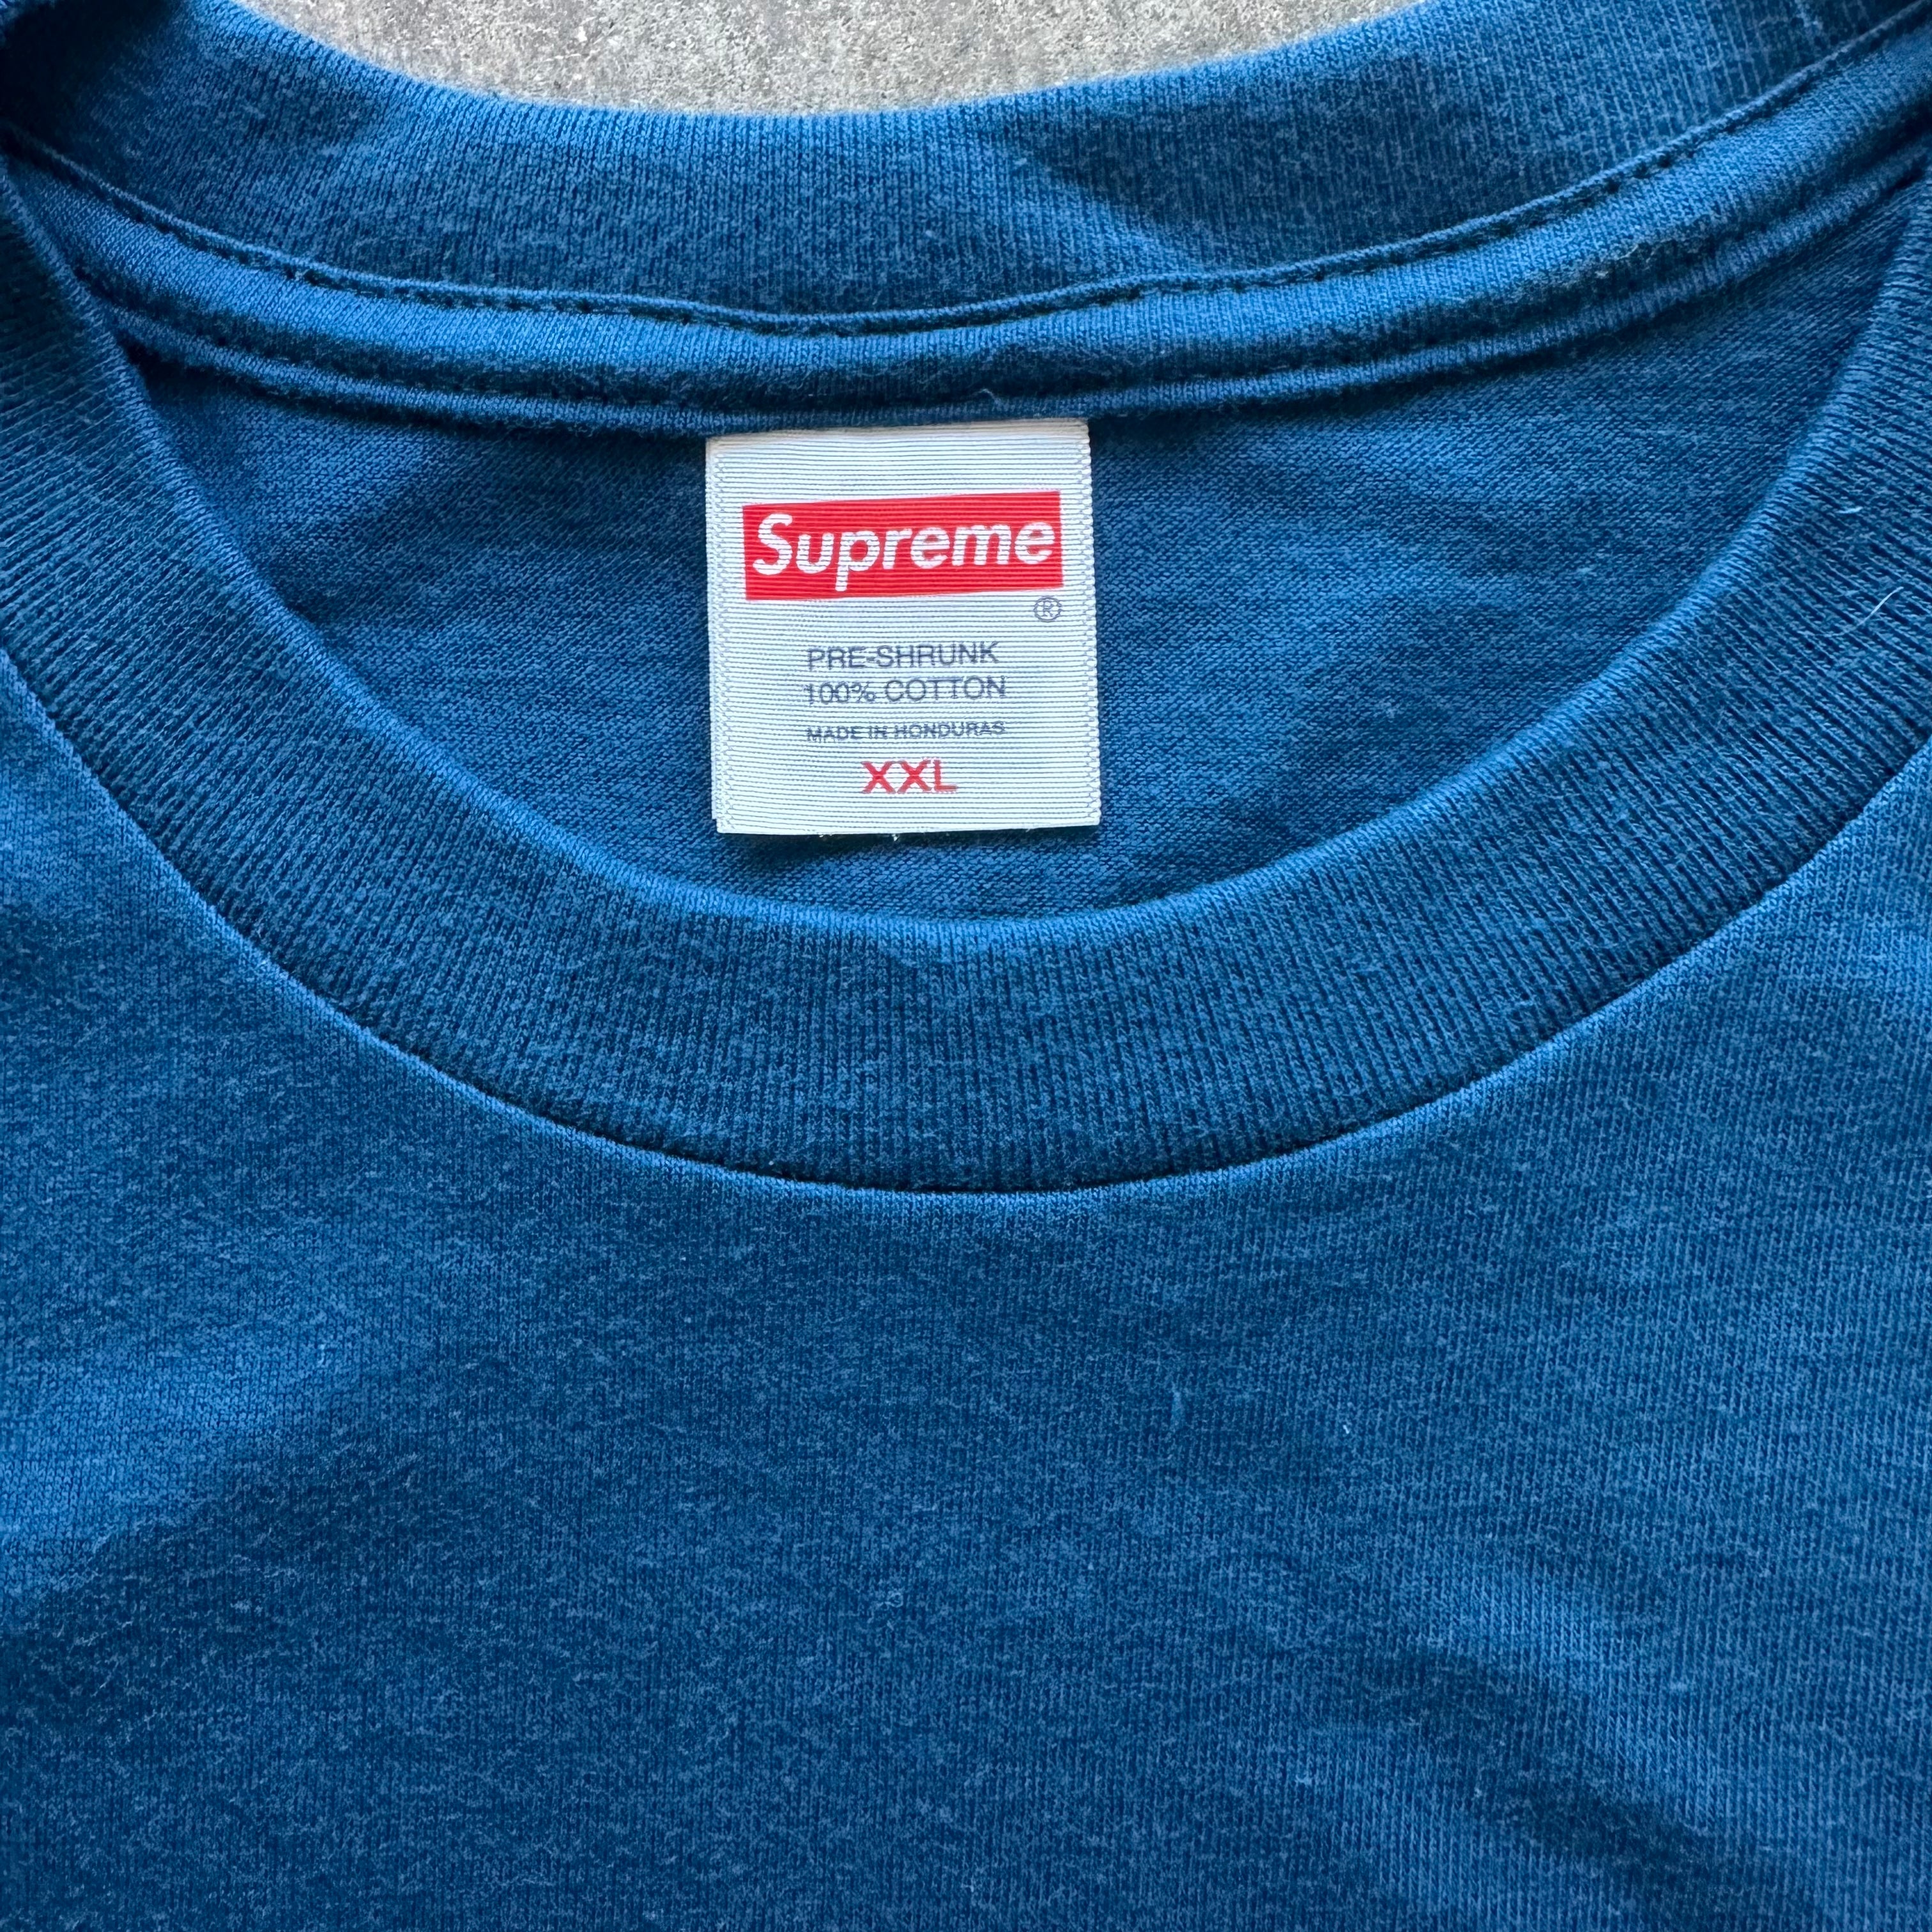 Supreme
®
PRE-SHRUNK
100% COTTON
MADE IN HONDURAS
XXL